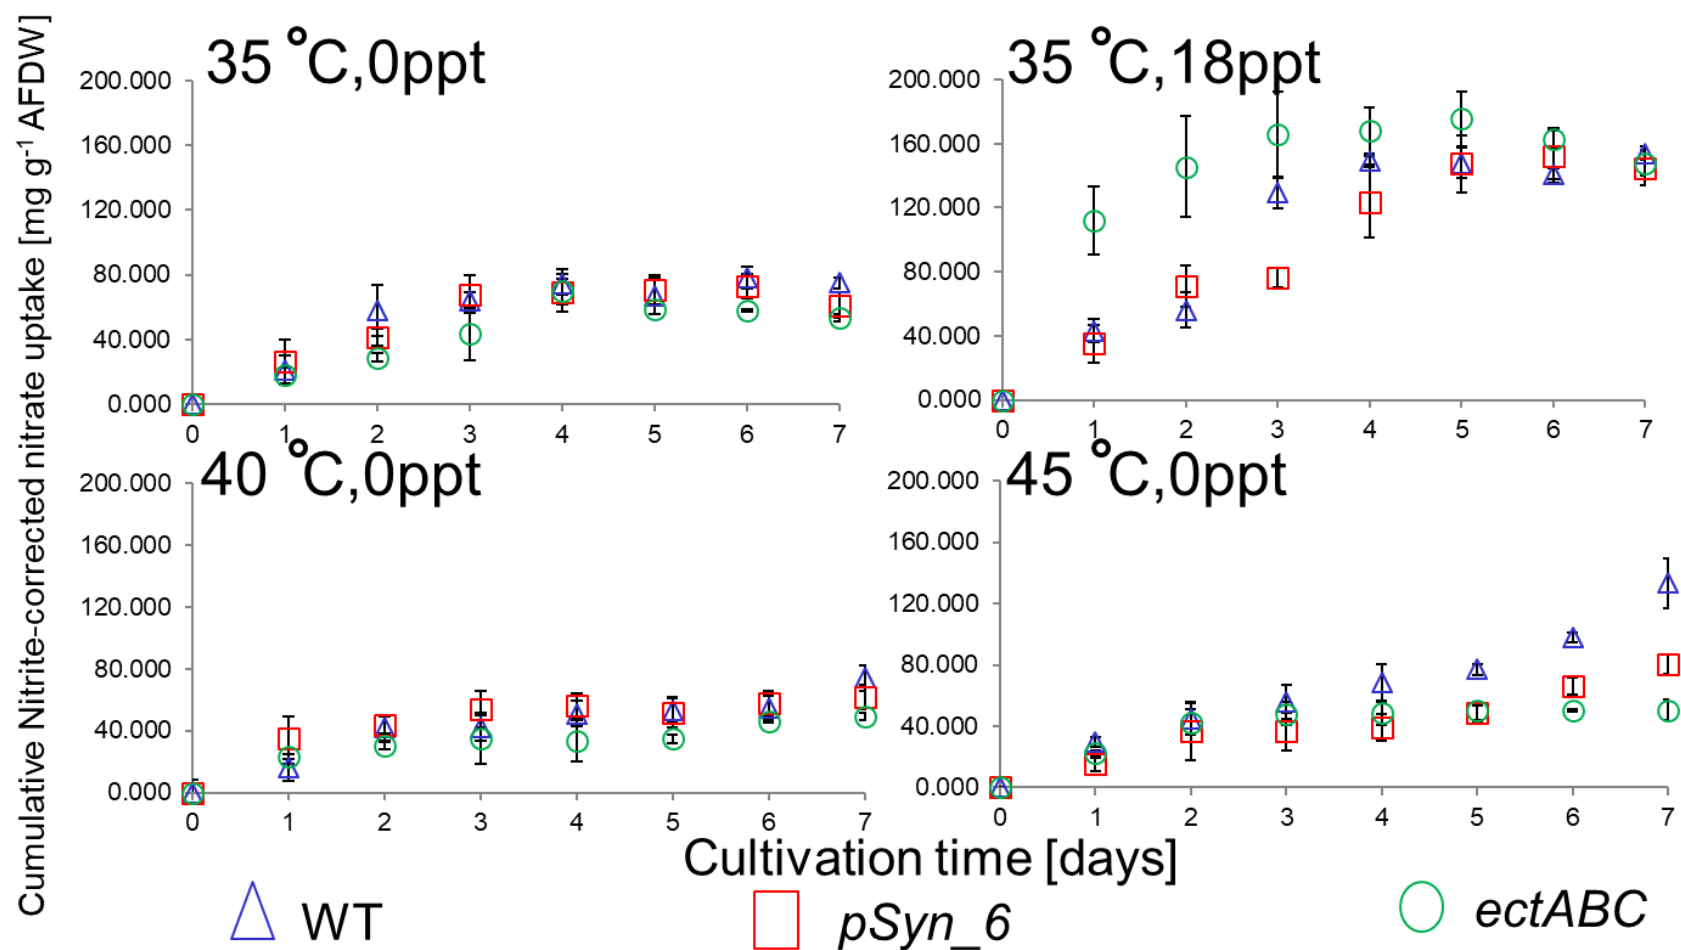 Cumulative Nitrite-corrected nitrate uptake [mg g-1 AFDW]
35 °C,0ppt
200.000
160.000
120.000
80.000
40.000
0.000
0 1 2 3 4 5 6 7
35 °C,18ppt
200.000
160.000
120.000
80.000
40.000
0.000
0 1 2 3 4 5 6 7
40 °C,0ppt
200.000
160.000
120.000
80.000
40.000
0.000
0 1 2 3 4 5 6 7
45 °C,0ppt
200.000
160.000
120.000
80.000
40.000
0.000
0 1 2 3 4 5 6 7
Cultivation time [days]
WT pSyn_6 ectABC